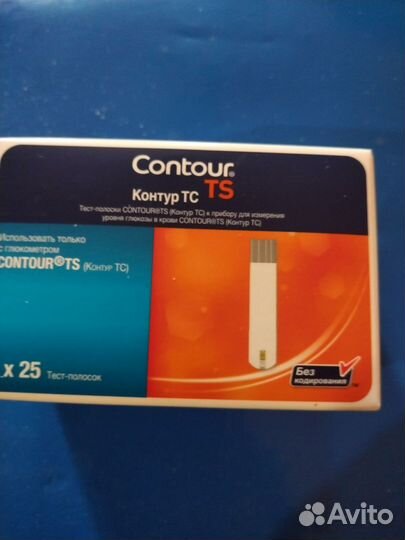 Contour®
TS
Контур ТС
Тест-полоски CONTOUR®TS (Контур ТС) к прибору для измерения
уровня глюкозы в крови CONTOUR®TS (Контур ТС)
Использовать только
с глюкометром
CONTOUR®TS (Контур ТС)
x 25 Тест-полосок
Без
кодирования
Avito